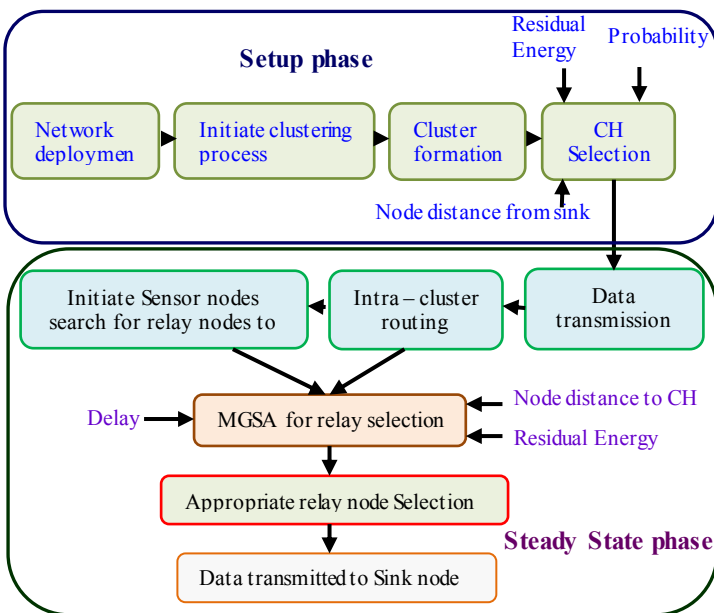 Residual
Energy
Probability
Setup phase
Network
deploymen
Initiate clustering
process
Cluster
formation
CH
Selection
Node distance from sink
Initiate Sensor nodes
search for relay nodes to
Intra – cluster
routing
Data
transmission
Delay
MGSA for relay selection
Node distance to CH
Residual Energy
Appropriate relay node Selection
Steady State phase
Data transmitted to Sink node